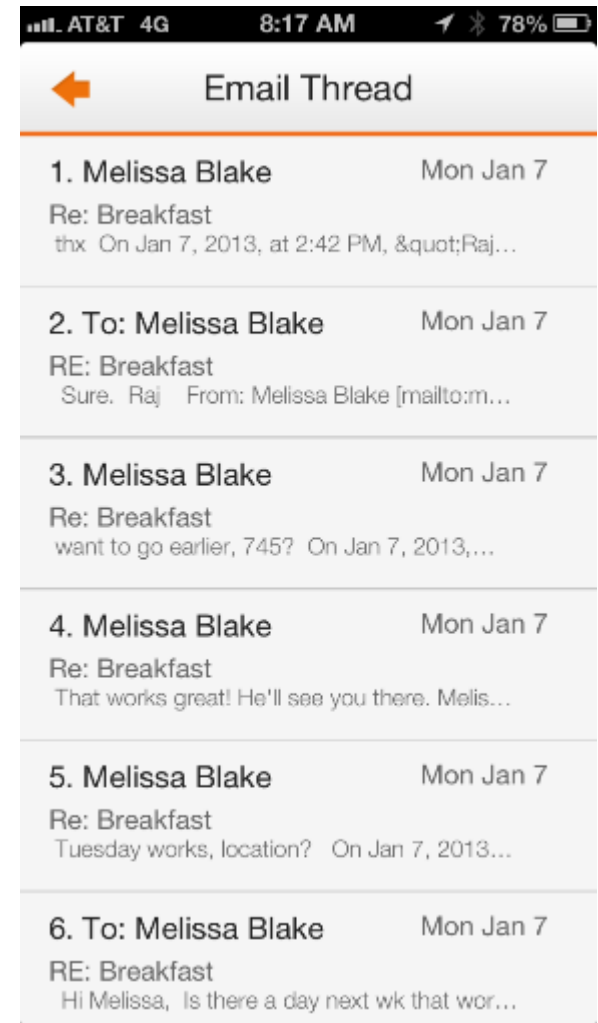 AT&T 4G 8:17 AM 78%
Email Thread
1. Melissa Blake Mon Jan 7
Re: Breakfast
thx On Jan 7, 2013, at 2:42 PM, &quot;Raj...
2. To: Melissa Blake Mon Jan 7
RE: Breakfast
Sure. Raj From: Melissa Blake [mailto:m...
3. Melissa Blake Mon Jan 7
Re: Breakfast
want to go earlier, 745? On Jan 7, 2013,...
4. Melissa Blake Mon Jan 7
Re: Breakfast
That works great! He'll see you there. Melis...
5. Melissa Blake Mon Jan 7
Re: Breakfast
Tuesday works, location? On Jan 7, 2013...
6. To: Melissa Blake Mon Jan 7
RE: Breakfast
Hi Melissa, Is there a day next wk that wor...